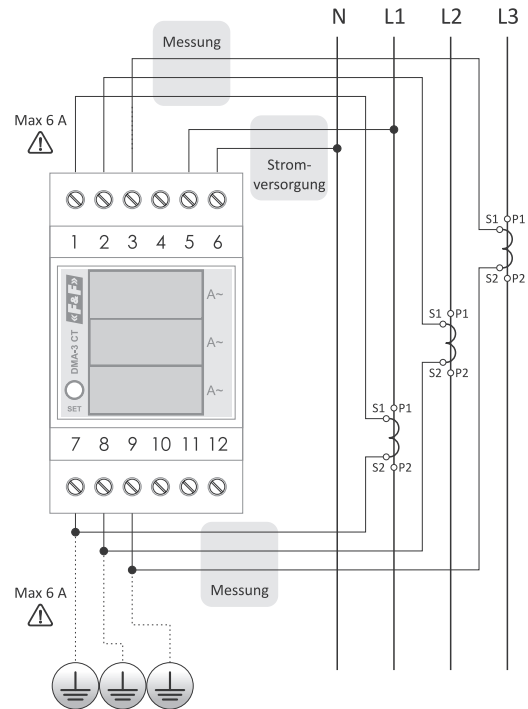 N L1 L2 L3
Messung
Max 6 A
Strom-
versorgung
1 2 3 4 5 6
S1 P1
S2 P2
«F&F»
DMA-3 CT
SET
A~
A~
A~
S1 P1
S2 P2
S1 P1
S2 P2
7 8 9 10 11 12
Messung
Max 6 A